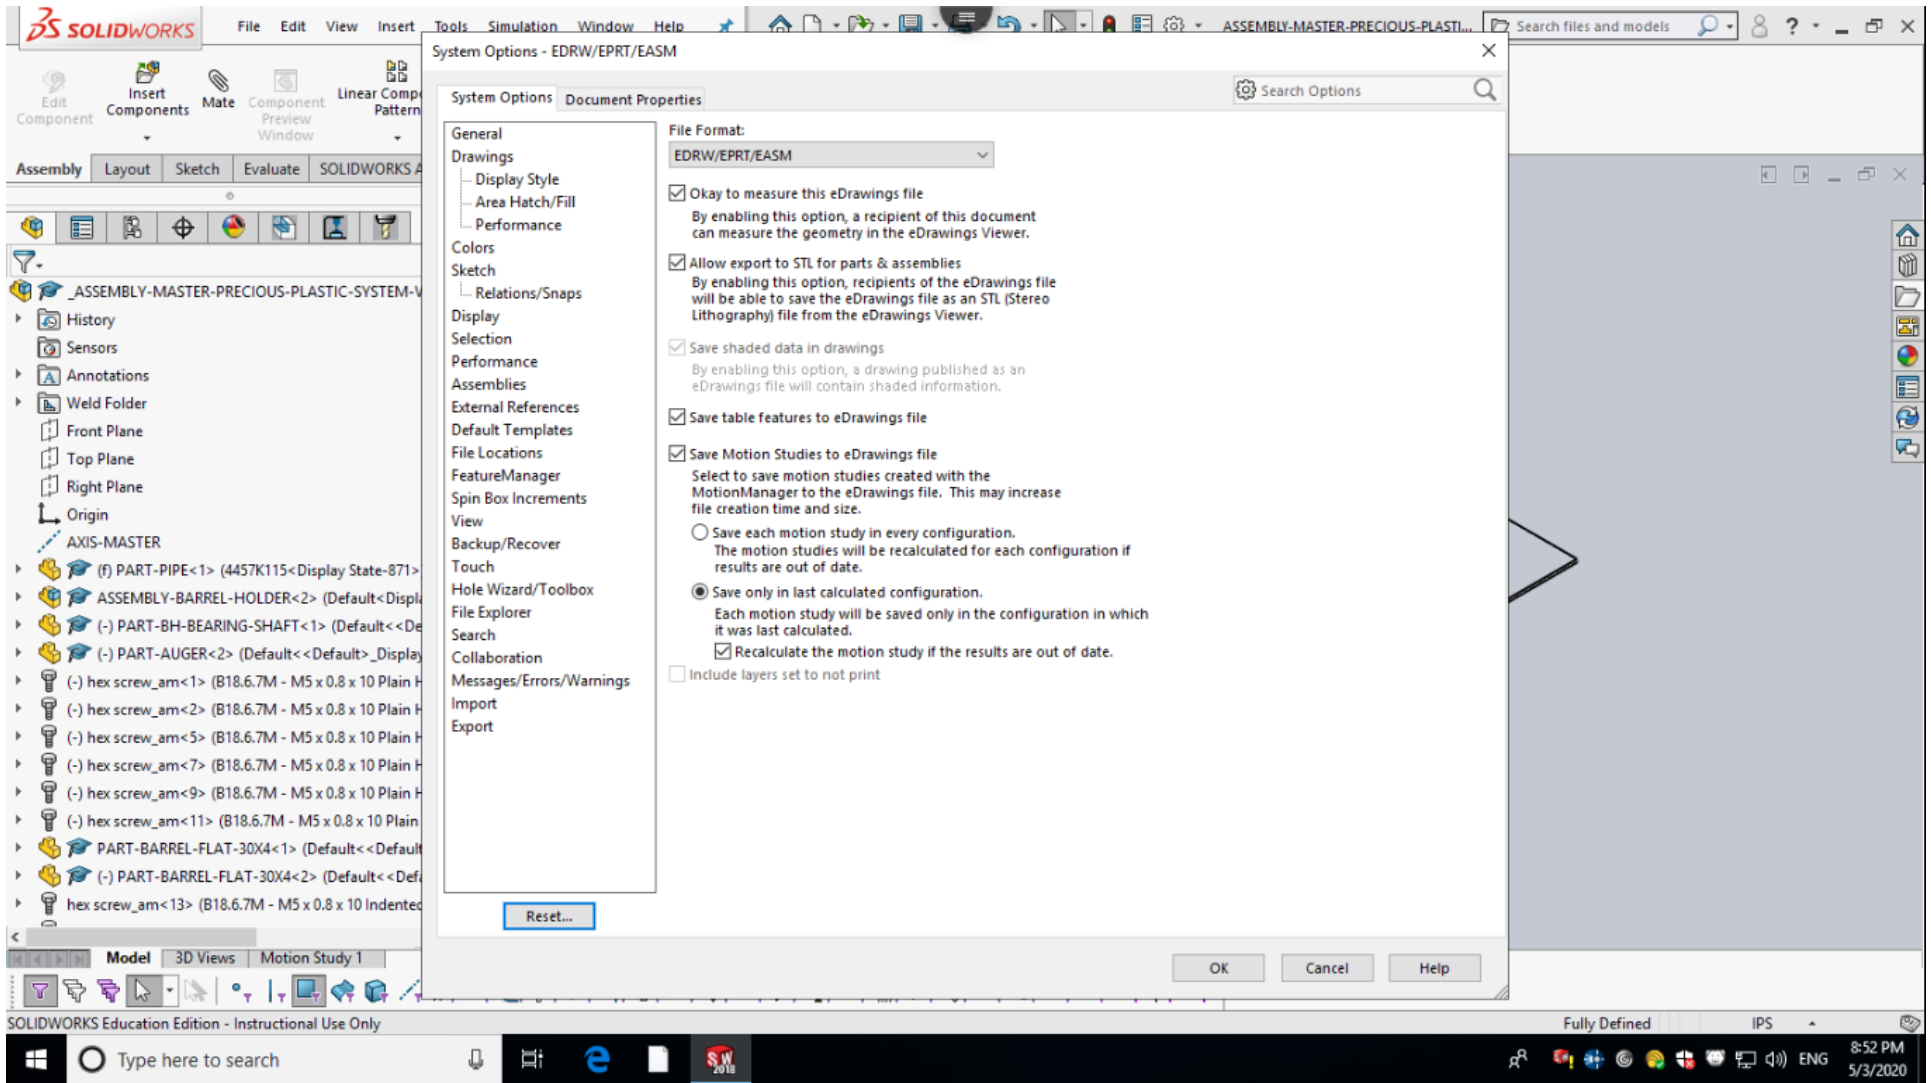 SOLIDWORKS
File Edit View Insert Tools Simulation Window Help
ASSEMBLY-MASTER-PRECIOUS-PLASTI...
Search files and models
?
Edit Component
Insert Components
Mate
Component Preview Window
Linear Comp
Pattern
Assembly Layout Sketch Evaluate SOLIDWORKS A
_ASSEMBLY-MASTER-PRECIOUS-PLASTIC-SYSTEM-V
History
Sensors
Annotations
Weld Folder
Front Plane
Top Plane
Right Plane
Origin
AXIS-MASTER
(f) PART-PIPE<1> (4457K115<Display State-871>
ASSEMBLY-BARREL-HOLDER<2> (Default<Displa
(-) PART-BH-BEARING-SHAFT<1> (Default<<De
(-) PART-AUGER<2> (Default<<Default>_Display
(-) hex screw_am<1> (B18.6.7M - M5 x 0.8 x 10 Plain H
(-) hex screw_am<2> (B18.6.7M - M5 x 0.8 x 10 Plain H
(-) hex screw_am<5> (B18.6.7M - M5 x 0.8 x 10 Plain H
(-) hex screw_am<7> (B18.6.7M - M5 x 0.8 x 10 Plain H
(-) hex screw_am<9> (B18.6.7M - M5 x 0.8 x 10 Plain H
(-) hex screw_am<11> (B18.6.7M - M5 x 0.8 x 10 Plain
PART-BARREL-FLAT-30X4<1> (Default<<Default
(-) PART-BARREL-FLAT-30X4<2> (Default<<Defa
hex screw_am<13> (B18.6.7M - M5 x 0.8 x 10 Indented
Model 3D Views Motion Study 1
System Options - EDRW/EPRT/EASM
System Options Document Properties
Search Options
General
Drawings
Display Style
Area Hatch/Fill
Performance
Colors
Sketch
Relations/Snaps
Display
Selection
Performance
Assemblies
External References
Default Templates
File Locations
FeatureManager
Spin Box Increments
View
Backup/Recover
Touch
Hole Wizard/Toolbox
File Explorer
Search
Collaboration
Messages/Errors/Warnings
Import
Export
Reset...
File Format:
EDRW/EPRT/EASM
Okay to measure this eDrawings file
By enabling this option, a recipient of this document
can measure the geometry in the eDrawings Viewer.
Allow export to STL for parts & assemblies
By enabling this option, recipients of the eDrawings file
will be able to save the eDrawings file as an STL (Stereo
Lithography) file from the eDrawings Viewer.
Save shaded data in drawings
By enabling this option, a drawing published as an
eDrawings file will contain shaded information.
Save table features to eDrawings file
Save Motion Studies to eDrawings file
Select to save motion studies created with the
MotionManager to the eDrawings file. This may increase
file creation time and size.
Save each motion study in every configuration.
The motion studies will be recalculated for each configuration if
results are out of date.
Save only in last calculated configuration.
Each motion study will be saved only in the configuration in which
it was last calculated.
Recalculate the motion study if the results are out of date.
Include layers set to not print
OK Cancel Help
SOLIDWORKS Education Edition - Instructional Use Only
Fully Defined IPS
Type here to search
SW
2018
ENG
8:52 PM
5/3/2020